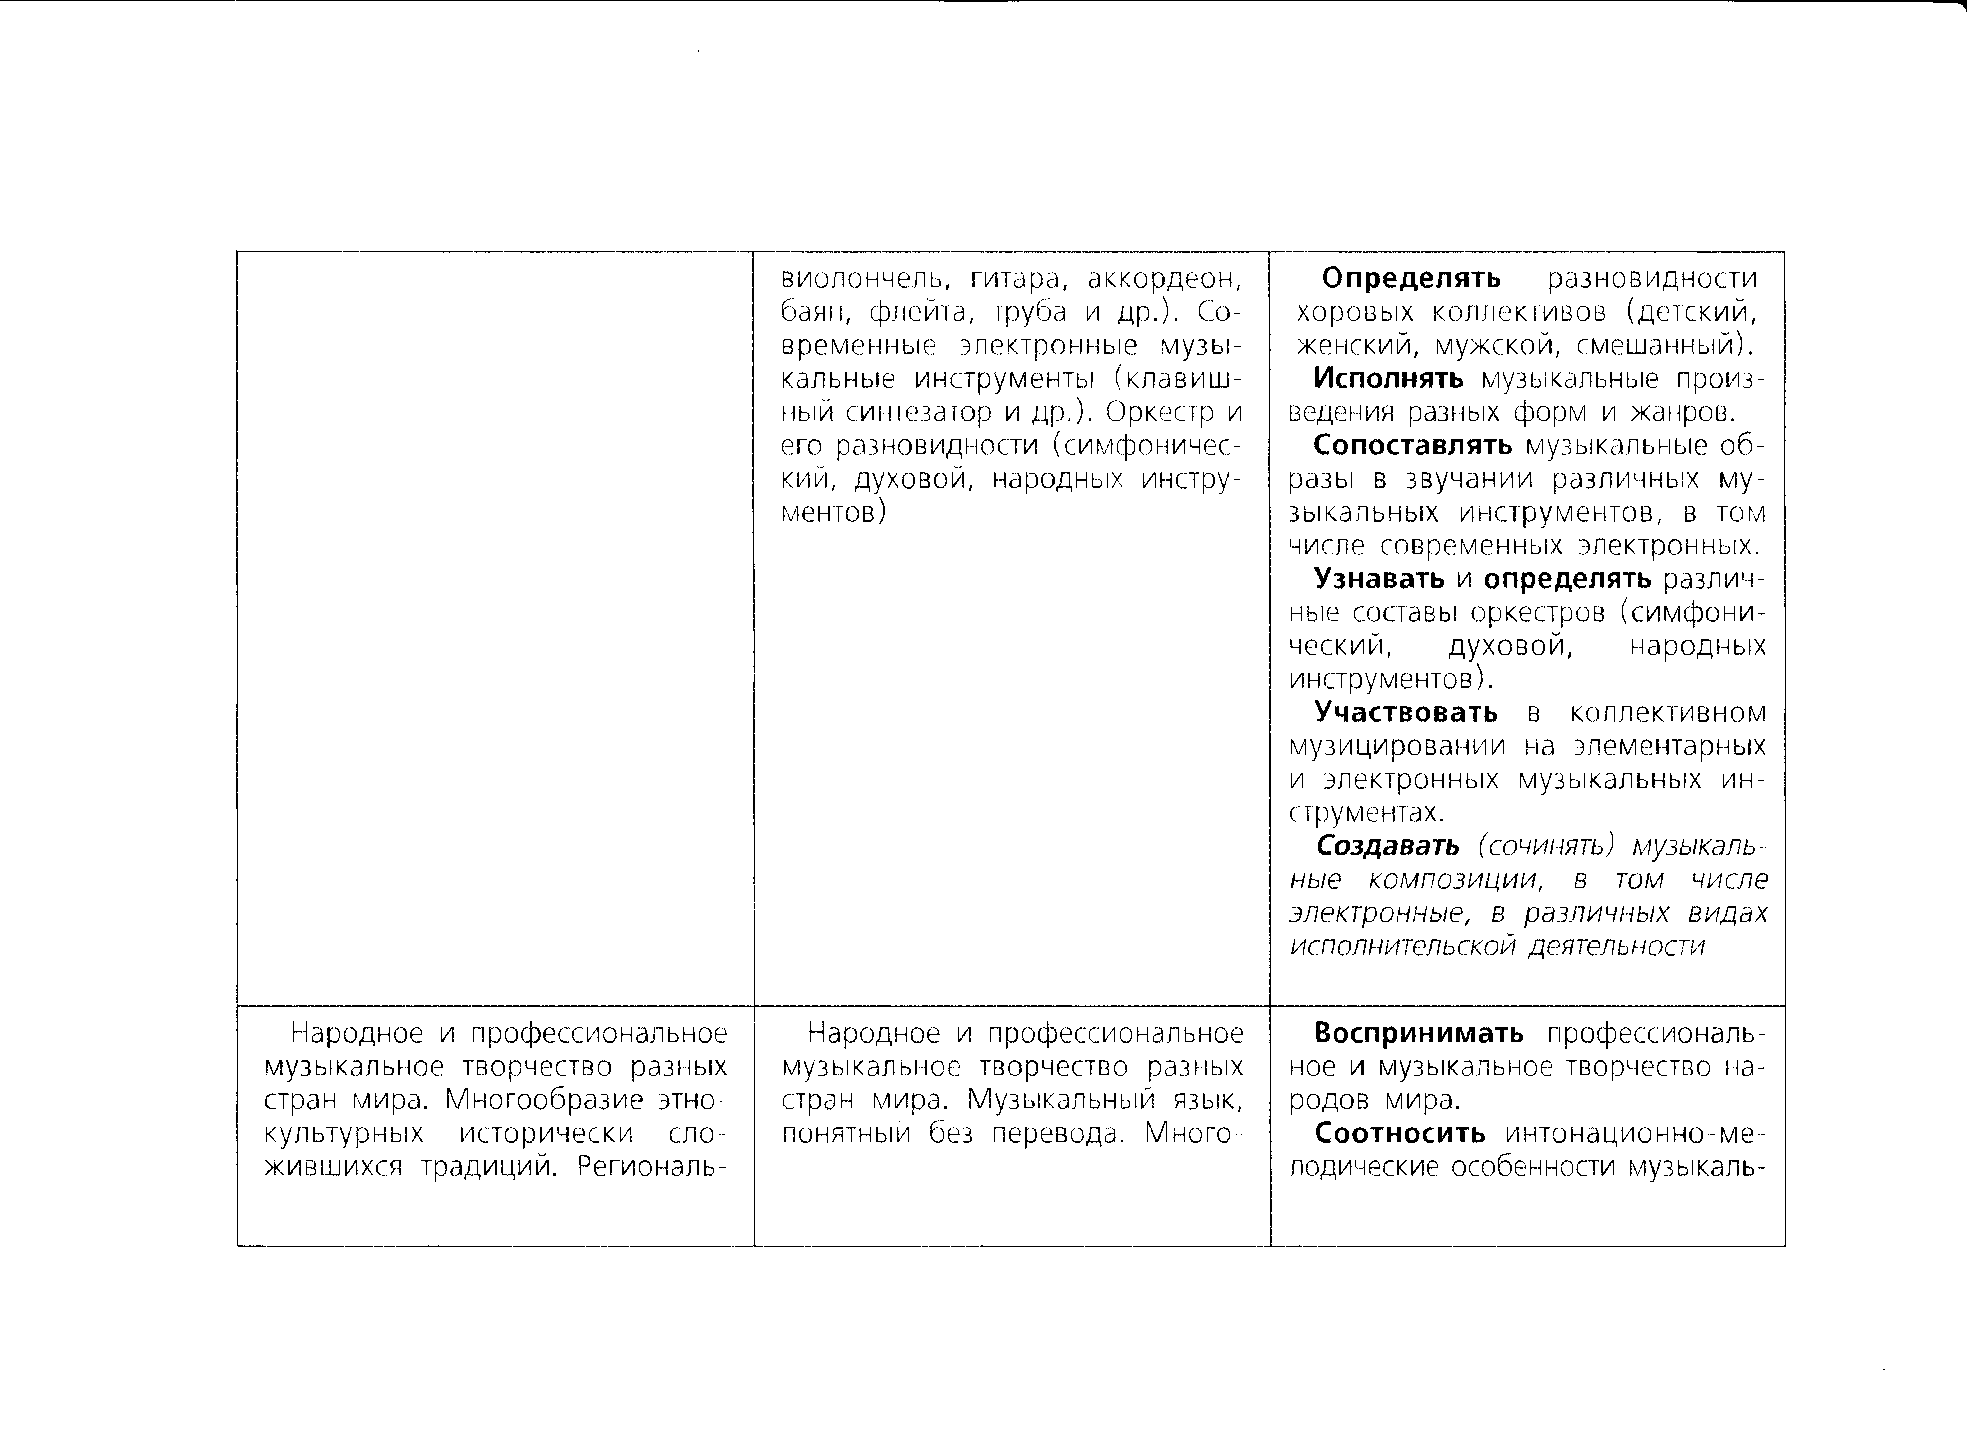 виолончель, гитара, аккордеон,
баян, флейта, труба и др.). Со-
временные электронные музы-
кальные инструменты (клавиш-
ный синтезатор и др.). Оркестр и
его разновидности (симфоничес-
кий, духовой, народных инстру-
ментов)
Определять разновидности
хоровых коллективов (детский,
женский, мужской, смешанный).
Исполнять музыкальные произ-
ведения разных форм и жанров.
Сопоставлять музыкальные об-
разы в звучании различных му-
зыкальных инструментов, в том
числе современных электронных.
Узнавать и определять различ-
ные составы оркестров (симфони-
ческий, духовой, народных
инструментов).
Участвовать в коллективном
музицировании на элементарных
и электронных музыкальных ин-
струментах.
Создавать (сочинять) музыкаль-
ные композиции, в том числе
электронные, в различных видах
исполнительской деятельности
Народное и профессиональное
музыкальное творчество разных
стран мира. Многообразие этно-
культурных исторически сло-
жившихся традиций. Региональ-
Народное и профессиональное
музыкальное творчество разных
стран мира. Музыкальный язык,
понятный без перевода. Много-
Воспринимать профессиональ-
ное и музыкальное творчество на-
родов мира.
Соотносить интонационно-ме-
лодические особенности музыкаль-